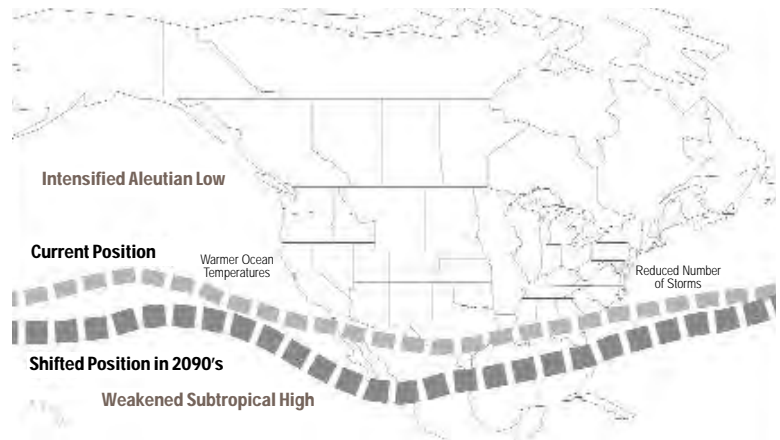 Intensified Aleutian Low
Current Position
Warmer Ocean
Temperatures
Reduced Number
of Storms
Shifted Position in 2090's
Weakened Subtropical High